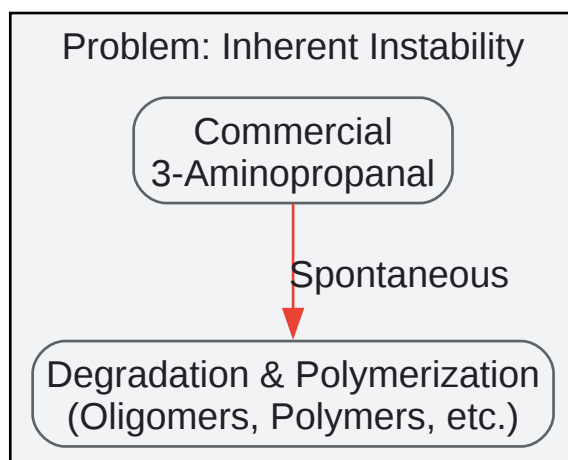 Problem: Inherent Instability
Commercial
3-Aminopropanal
Spontaneous
Degradation & Polymerization
(Oligomers, Polymers, etc.)